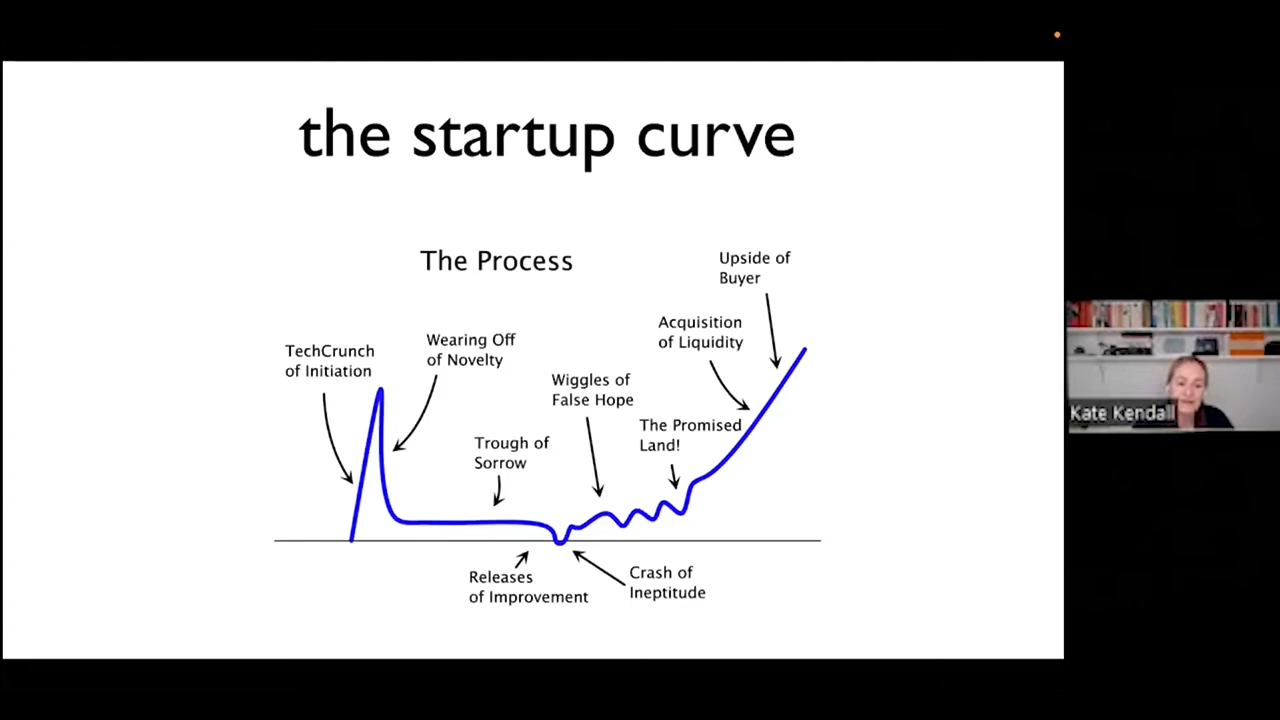 the startup curve
The Process
TechCrunch
of Initiation
Wearing Off
of Novelty
Trough of
Sorrow
Wiggles of
False Hope
The Promised
Land!
Acquisition
of Liquidity
Upside of
Buyer
Releases
of Improvement
Crash of
Ineptitude
Kate Kendall